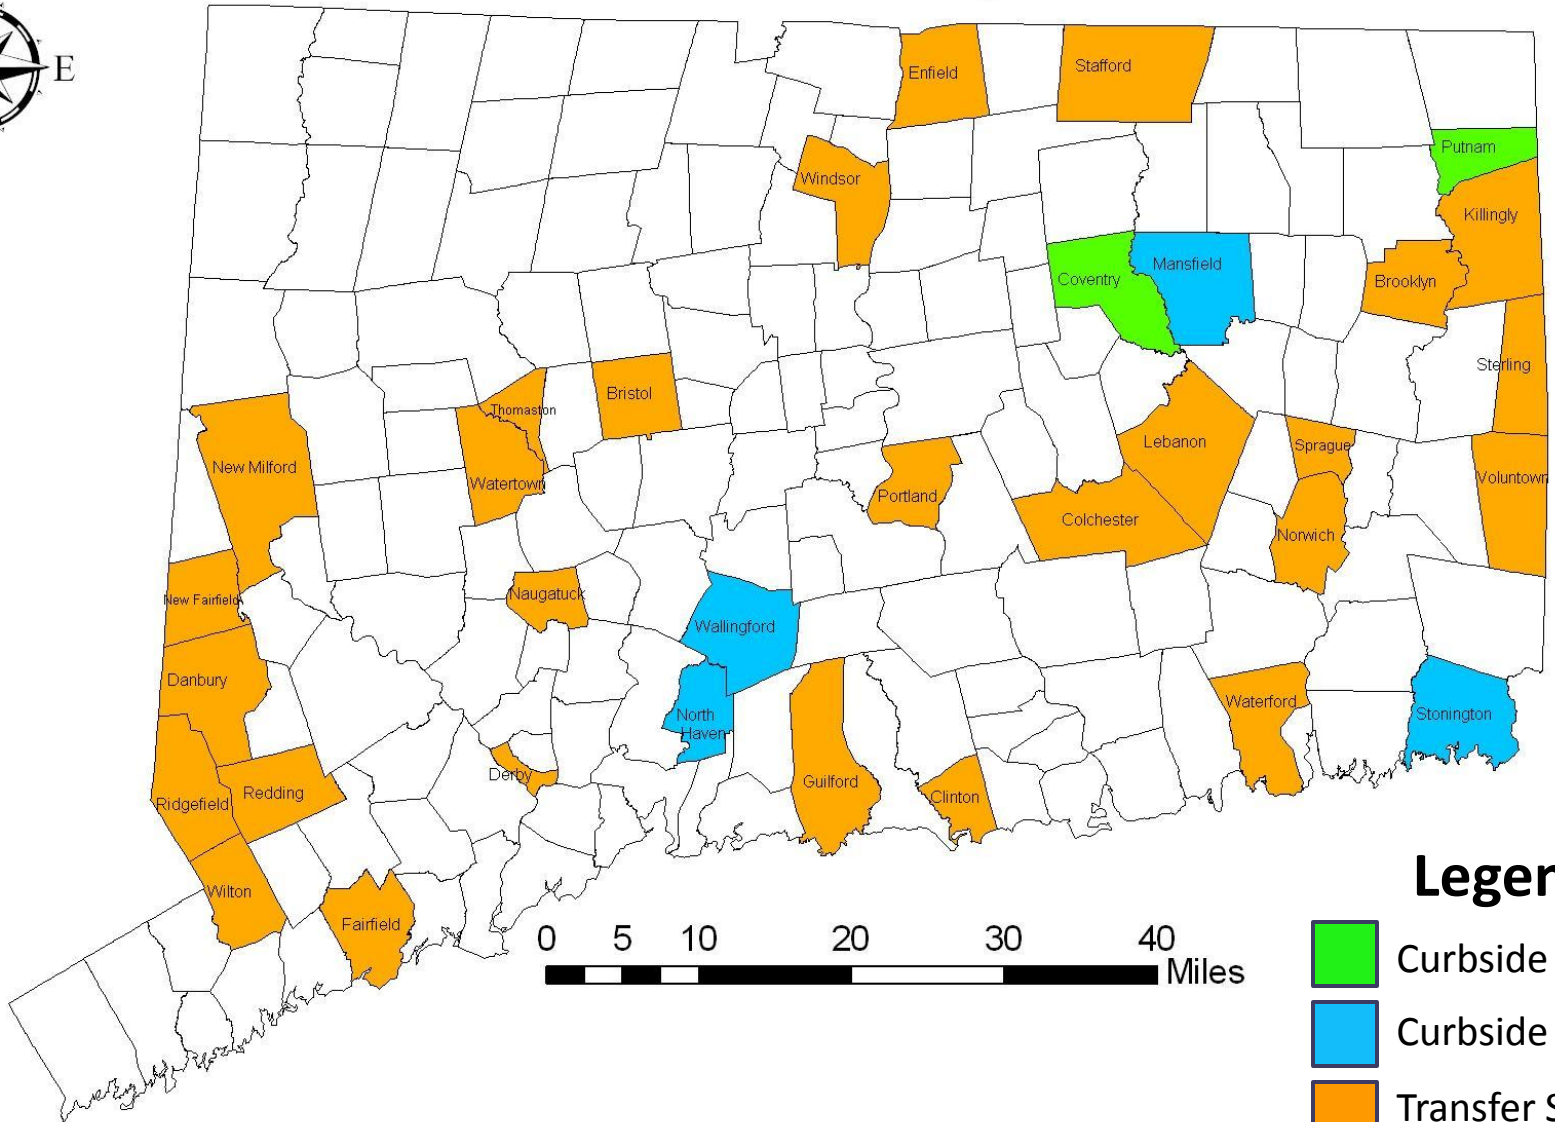 E
Enfield
Stafford
Putnam
Windsor
Killingly
Coventry
Mansfield
Brooklyn
Sterling
Bristol
Thomaston
New Milford
Watertown
Lebanon
Sprague
Voluntown
Portland
Colchester
Norwich
New Fairfield
Naugatuck
Wallingford
Danbury
Waterford
North
Haven
Stonington
Derby
Guilford
Clinton
Ridgefield
Redding
Wilton
Fairfield
0 5 10 20 30 40
Miles
Legen
Curbside
Curbside
Transfer S